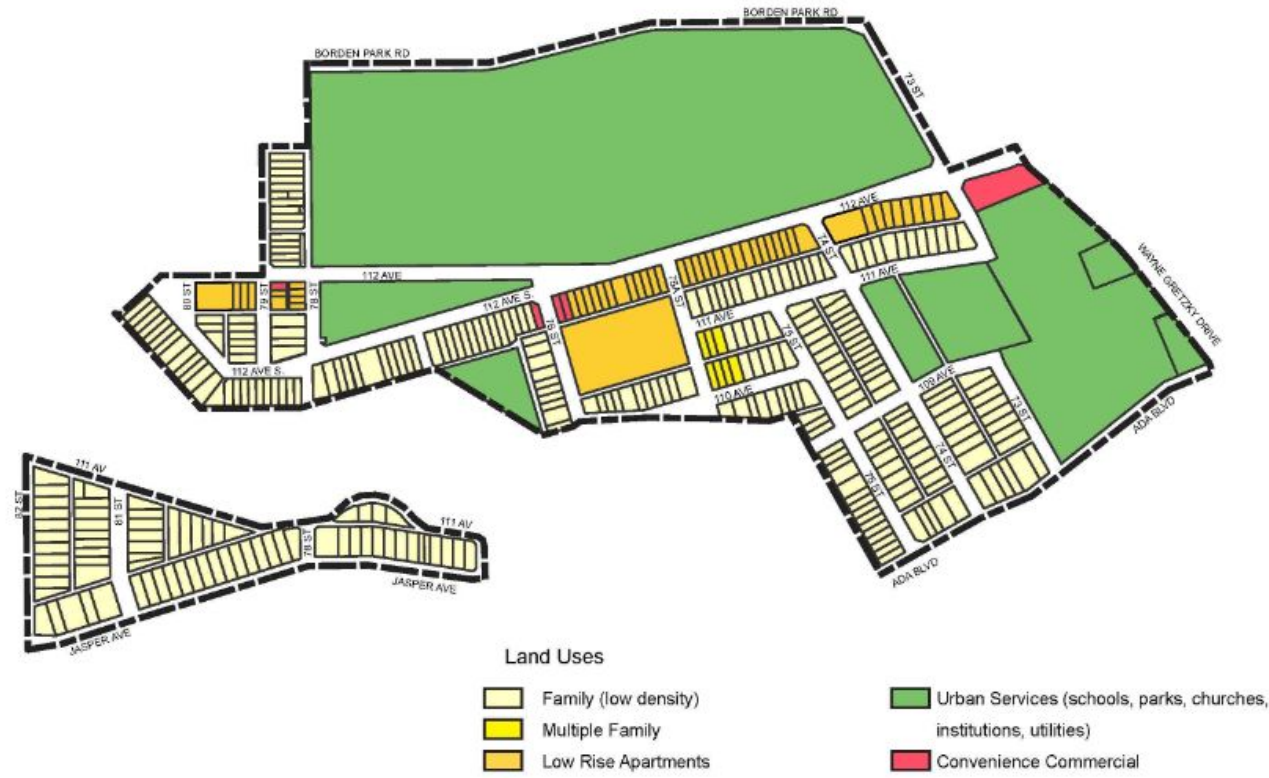 BORDEN PARK RD
BORDEN PARK RD
73 ST
112 AVE
74 ST
111 AVE
WAYNE GRETZKY DRIVE
112 AVE
80 ST
79 ST
78 ST
112 AVE S.
76 ST
75A ST
111 AVE
75 ST
112 AVE S.
110 AVE
109 AVE
73 ST
ADA BLVD
74 ST
75 ST
ADA BLVD
111 AV
82 ST
81 ST
78 ST
111 AV
JASPER AVE
JASPER AVE
Land Uses
Family (low density)
Multiple Family
Low Rise Apartments
Urban Services (schools, parks, churches,
institutions, utilities)
Convenience Commercial